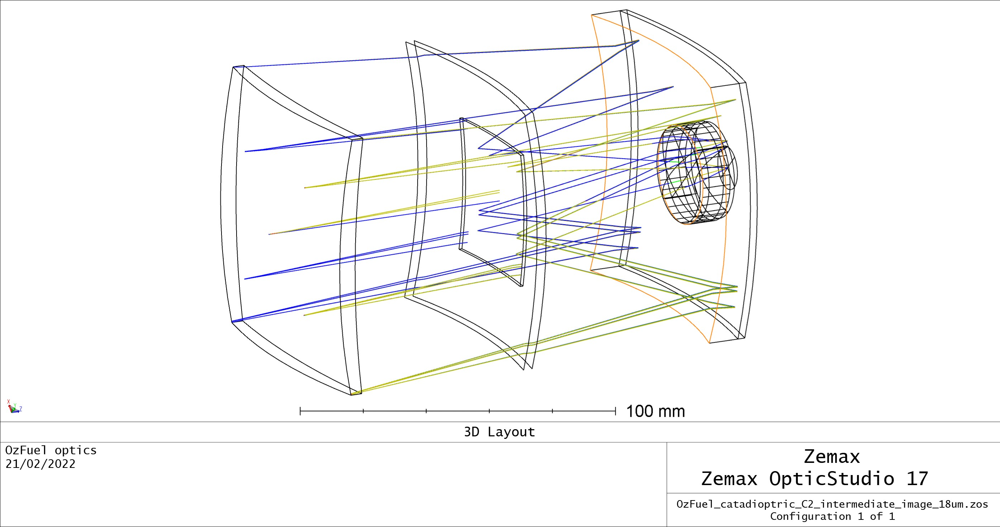 X
Y
Z
100 mm
3D Layout
OzFuel optics
21/02/2022
Zemax
Zemax OpticStudio 17
OzFuel_catadioptric_C2_intermediate_image_18um.zos
Configuration 1 of 1